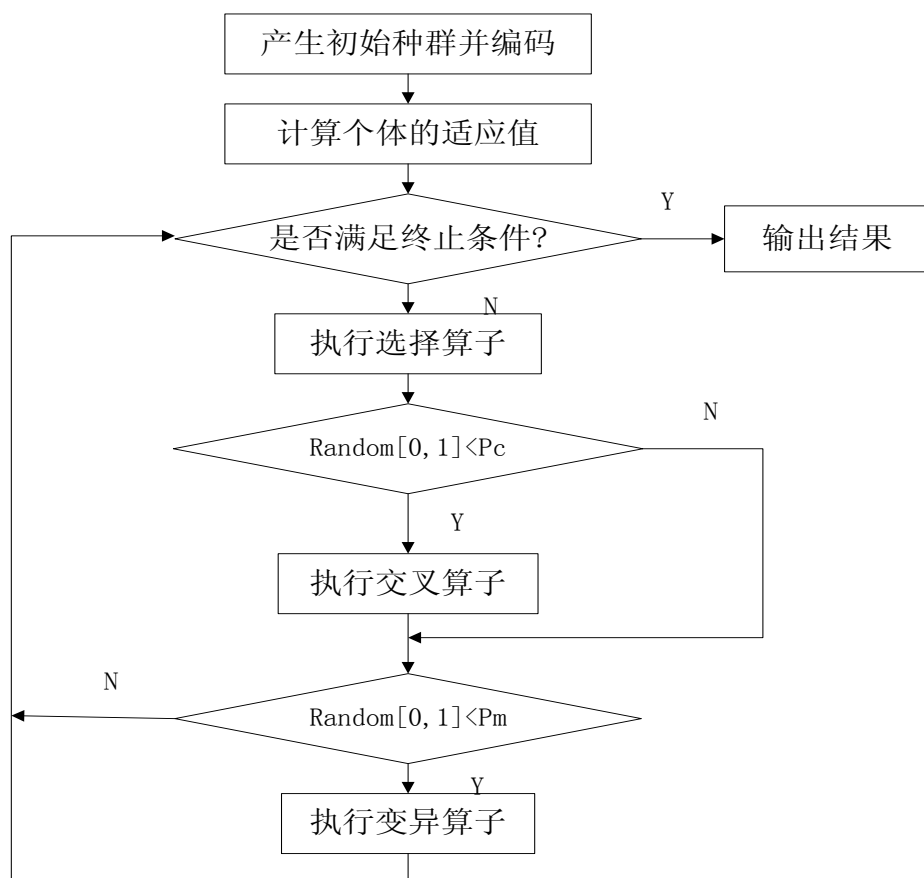 产生初始种群并编码
计算个体的适应值
Y
是否满足终止条件?
输出结果
N
执行选择算子
N
Random[0,1]<Pc
Y
执行交叉算子
N
Random[0,1]<Pm
Y
执行变异算子